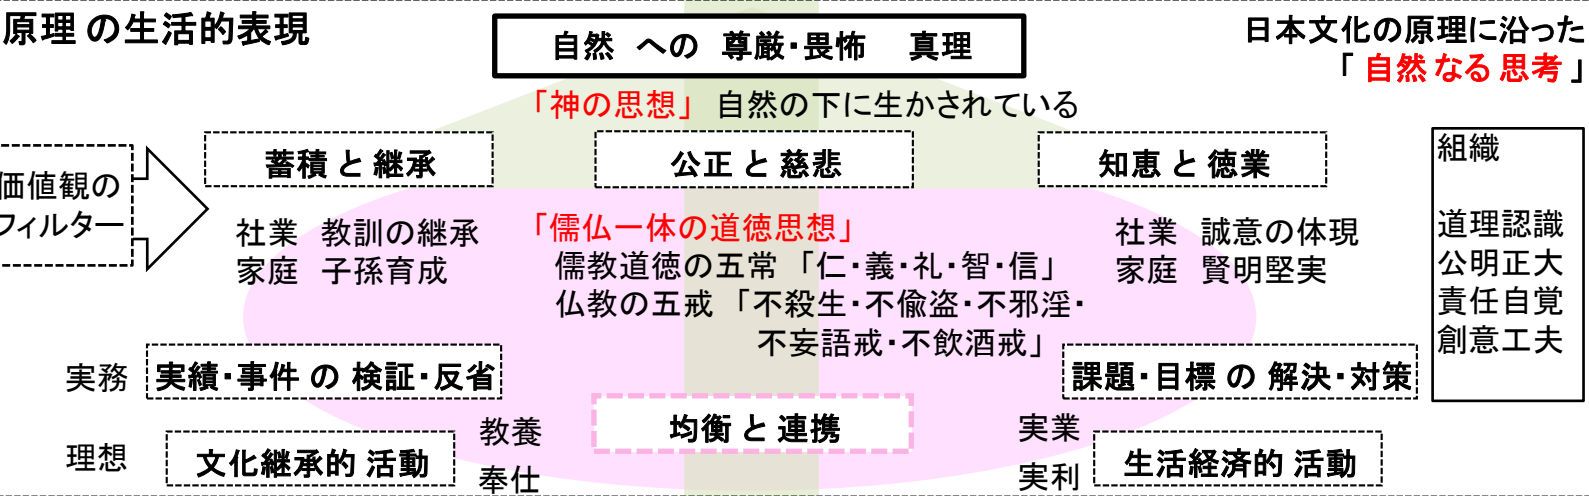 原理 の生活的表現
自然 への 尊厳・畏怖 真理
日本文化の原理に沿った
「 自然 なる 思考 」
「神の思想」 自然の下に生かされている
価値観の
フィルター
蓄積 と 継承
公正 と 慈悲
知恵 と 徳業
組織
道理認識
公明正大
責任自覚
創意工夫
社業 教訓の継承
家庭 子孫育成
「儒仏一体の道徳思想」
儒教道徳の五常 「仁・義・礼・智・信」
仏教の五戒 「不殺生・不偸盗・不邪淫・
不妄語戒・不飲酒戒」
社業 誠意の体現
家庭 賢明堅実
実務 実績・事件 の 検証・反省
課題・目標 の 解決・対策
教養
均衡 と 連携
実業
理想 文化継承的 活動
奉仕
実利 生活経済的 活動